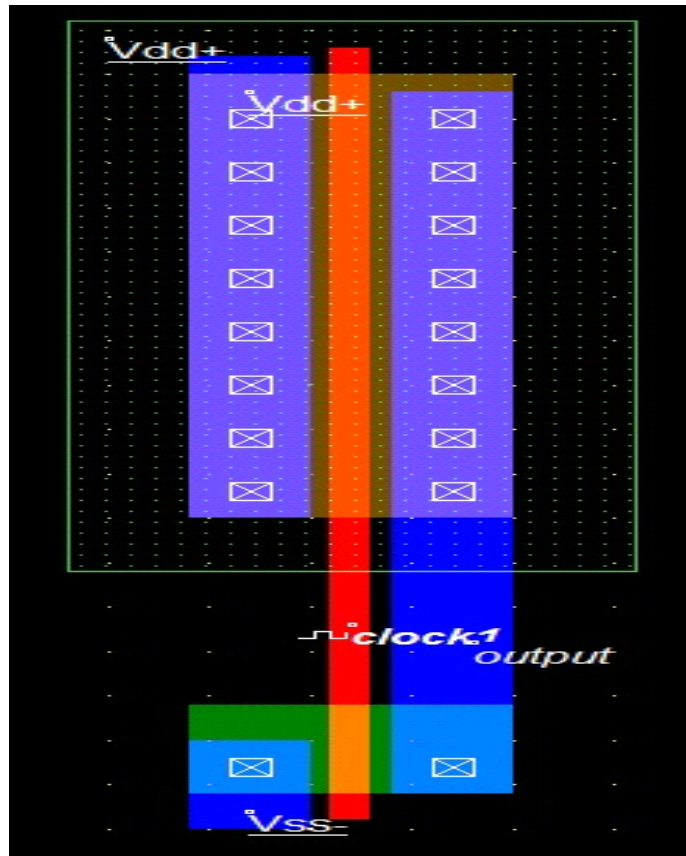 Vdd+
Vdd+
clock1
output
Vss-